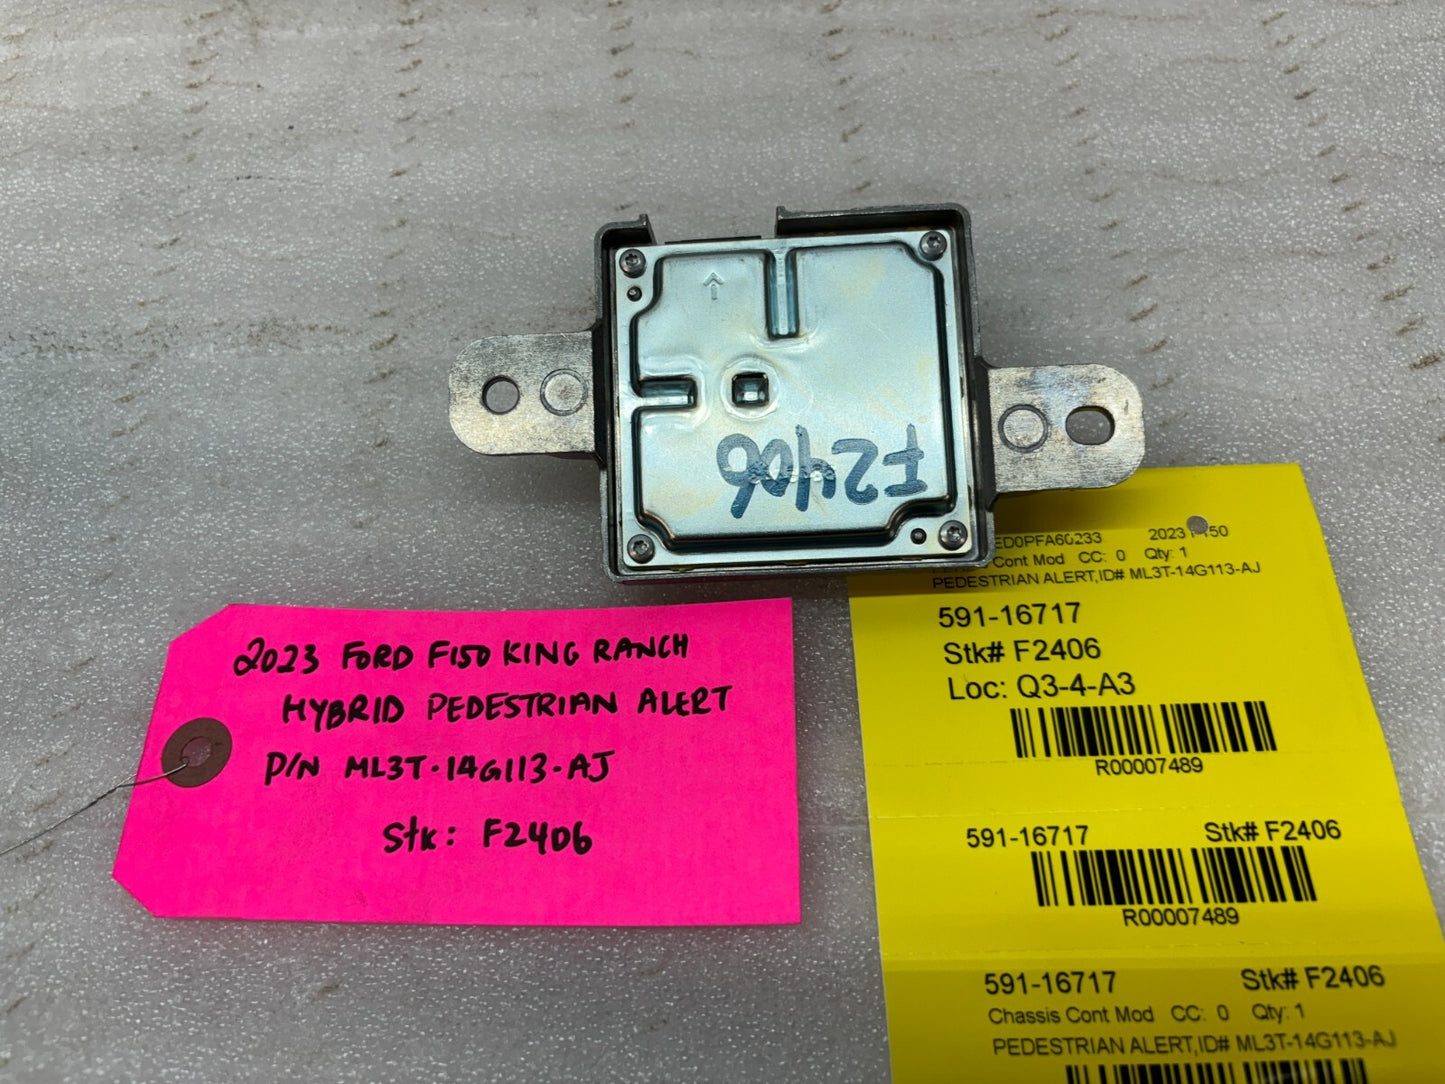 F2406
2023 FORD F150 KING RANCH
HYBRID PEDESTRIAN ALERT
P/N ML3T-14G113-AJ
Stk: F2406
ED0PFA60233 2023 F150
Cont Mod CC: 0 Qty: 1
PEDESTRIAN ALERT,ID# ML3T-14G113-AJ
591-16717
Stk# F2406
Loc: Q3-4-A3
R00007489
591-16717 Stk# F2406
R00007489
591-16717 Stk# F2406
Chassis Cont Mod CC: 0 Qty: 1
PEDESTRIAN ALERT,ID# ML3T-14G113-AJ